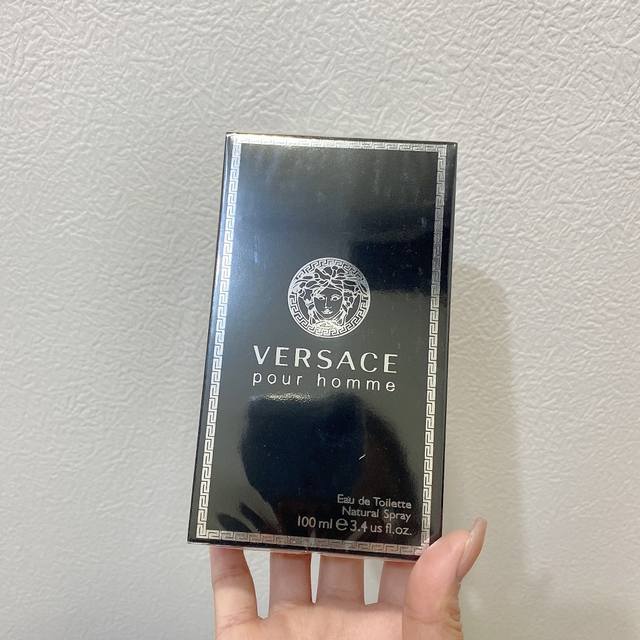 VERSACE
pour homme
Eau de Toilette
Natural Spray
100 ml ℮ 3.4 us fl.oz.